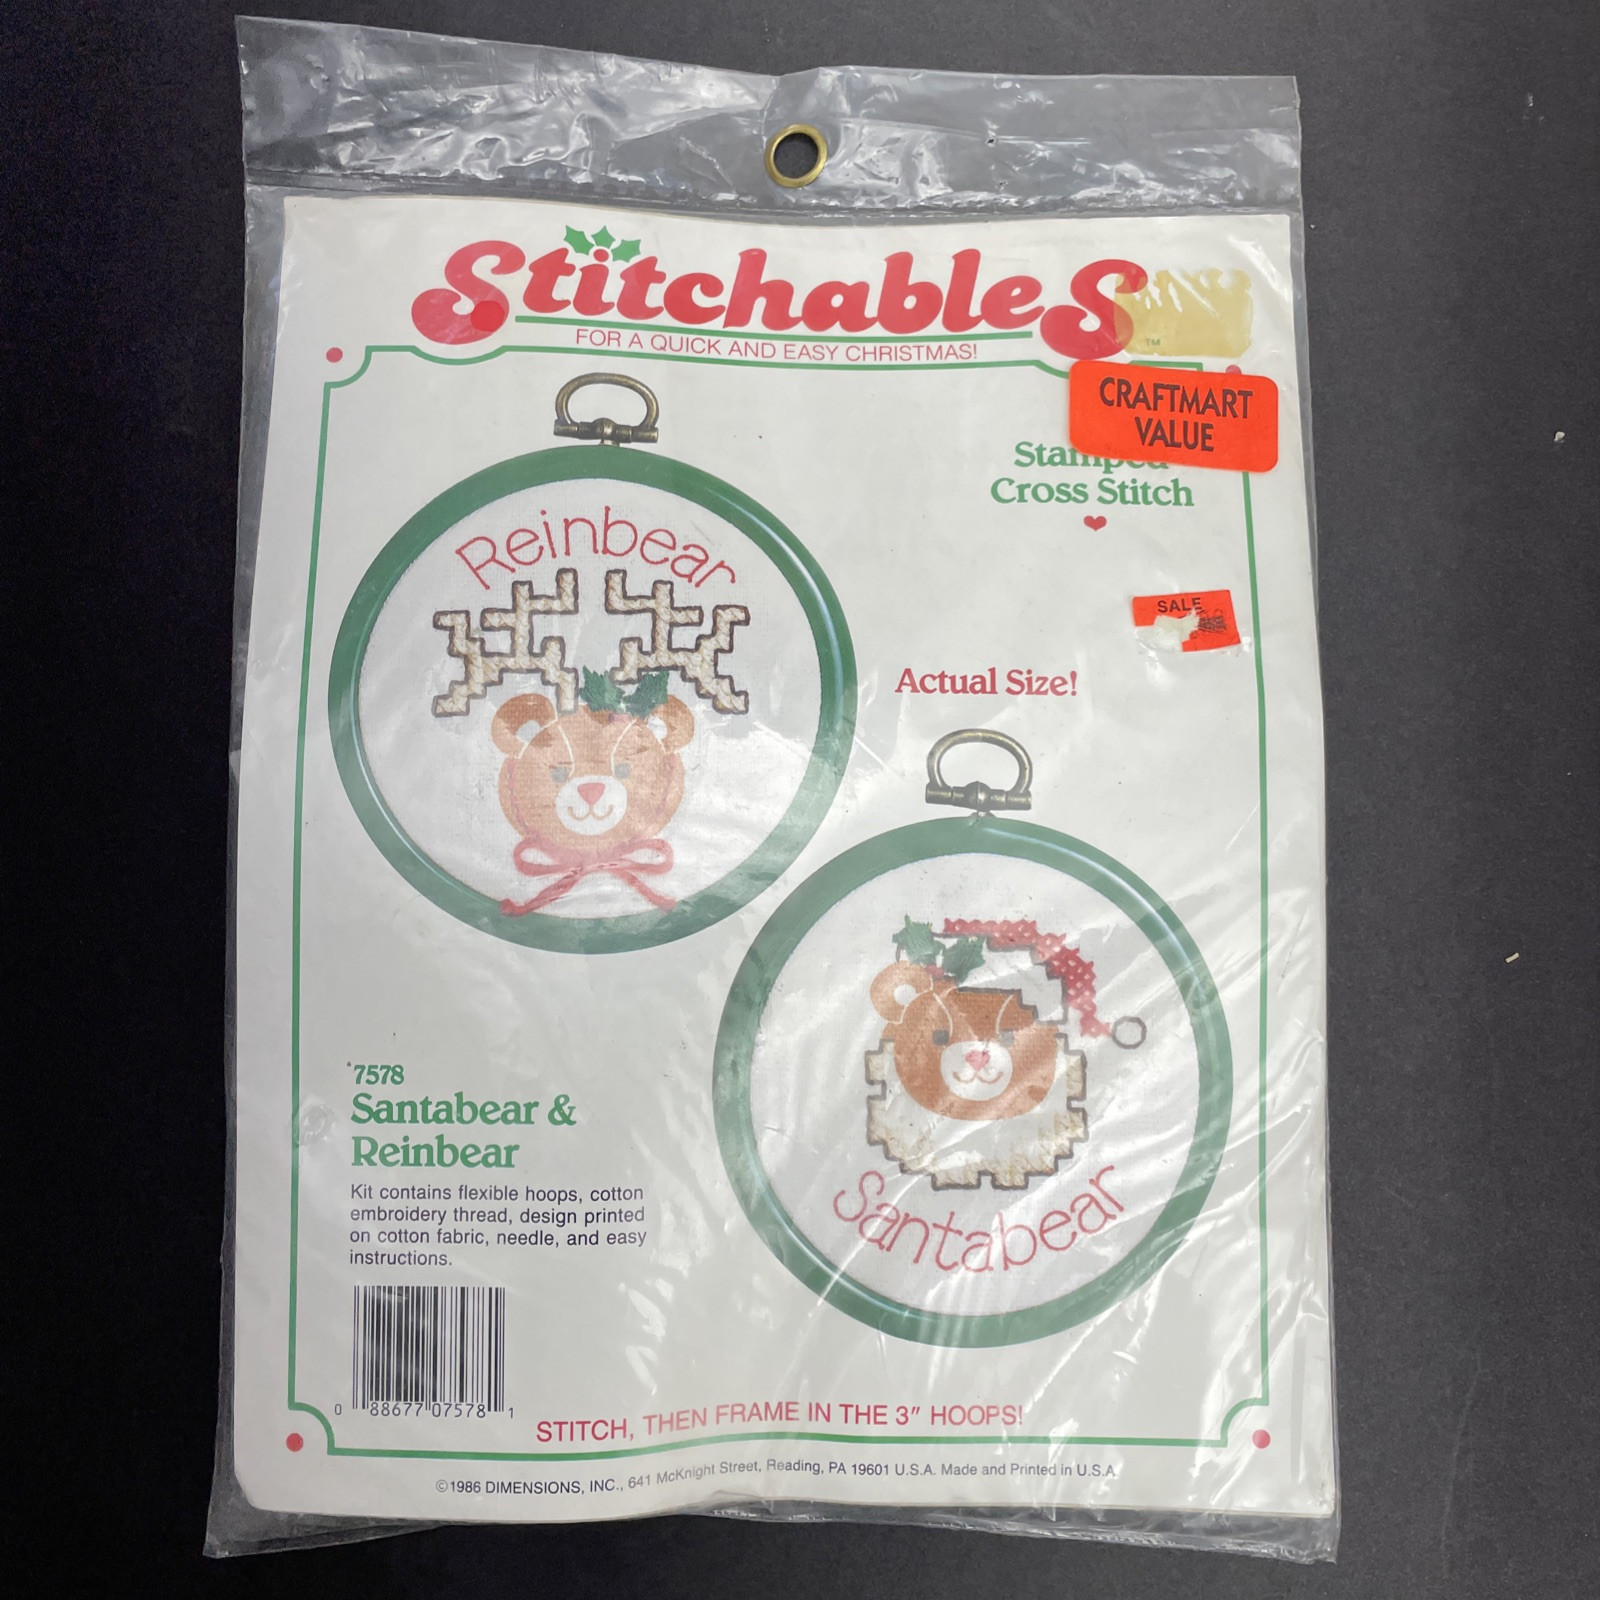 Stitchables
TM
FOR A QUICK AND EASY CHRISTMAS!
CRAFTMART
VALUE
Stamped
Cross Stitch
Reinbear
SALE
Actual Size!
Santabear
*7578
Santabear &
Reinbear
Kit contains flexible hoops, cotton
embroidery thread, design printed
on cotton fabric, needle, and easy
instructions.
0 88677 07578 1
STITCH, THEN FRAME IN THE 3" HOOPS!
©1986 DIMENSIONS, INC., 641 McKnight Street, Reading, PA 19601 U.S.A. Made and Printed in U.S.A.